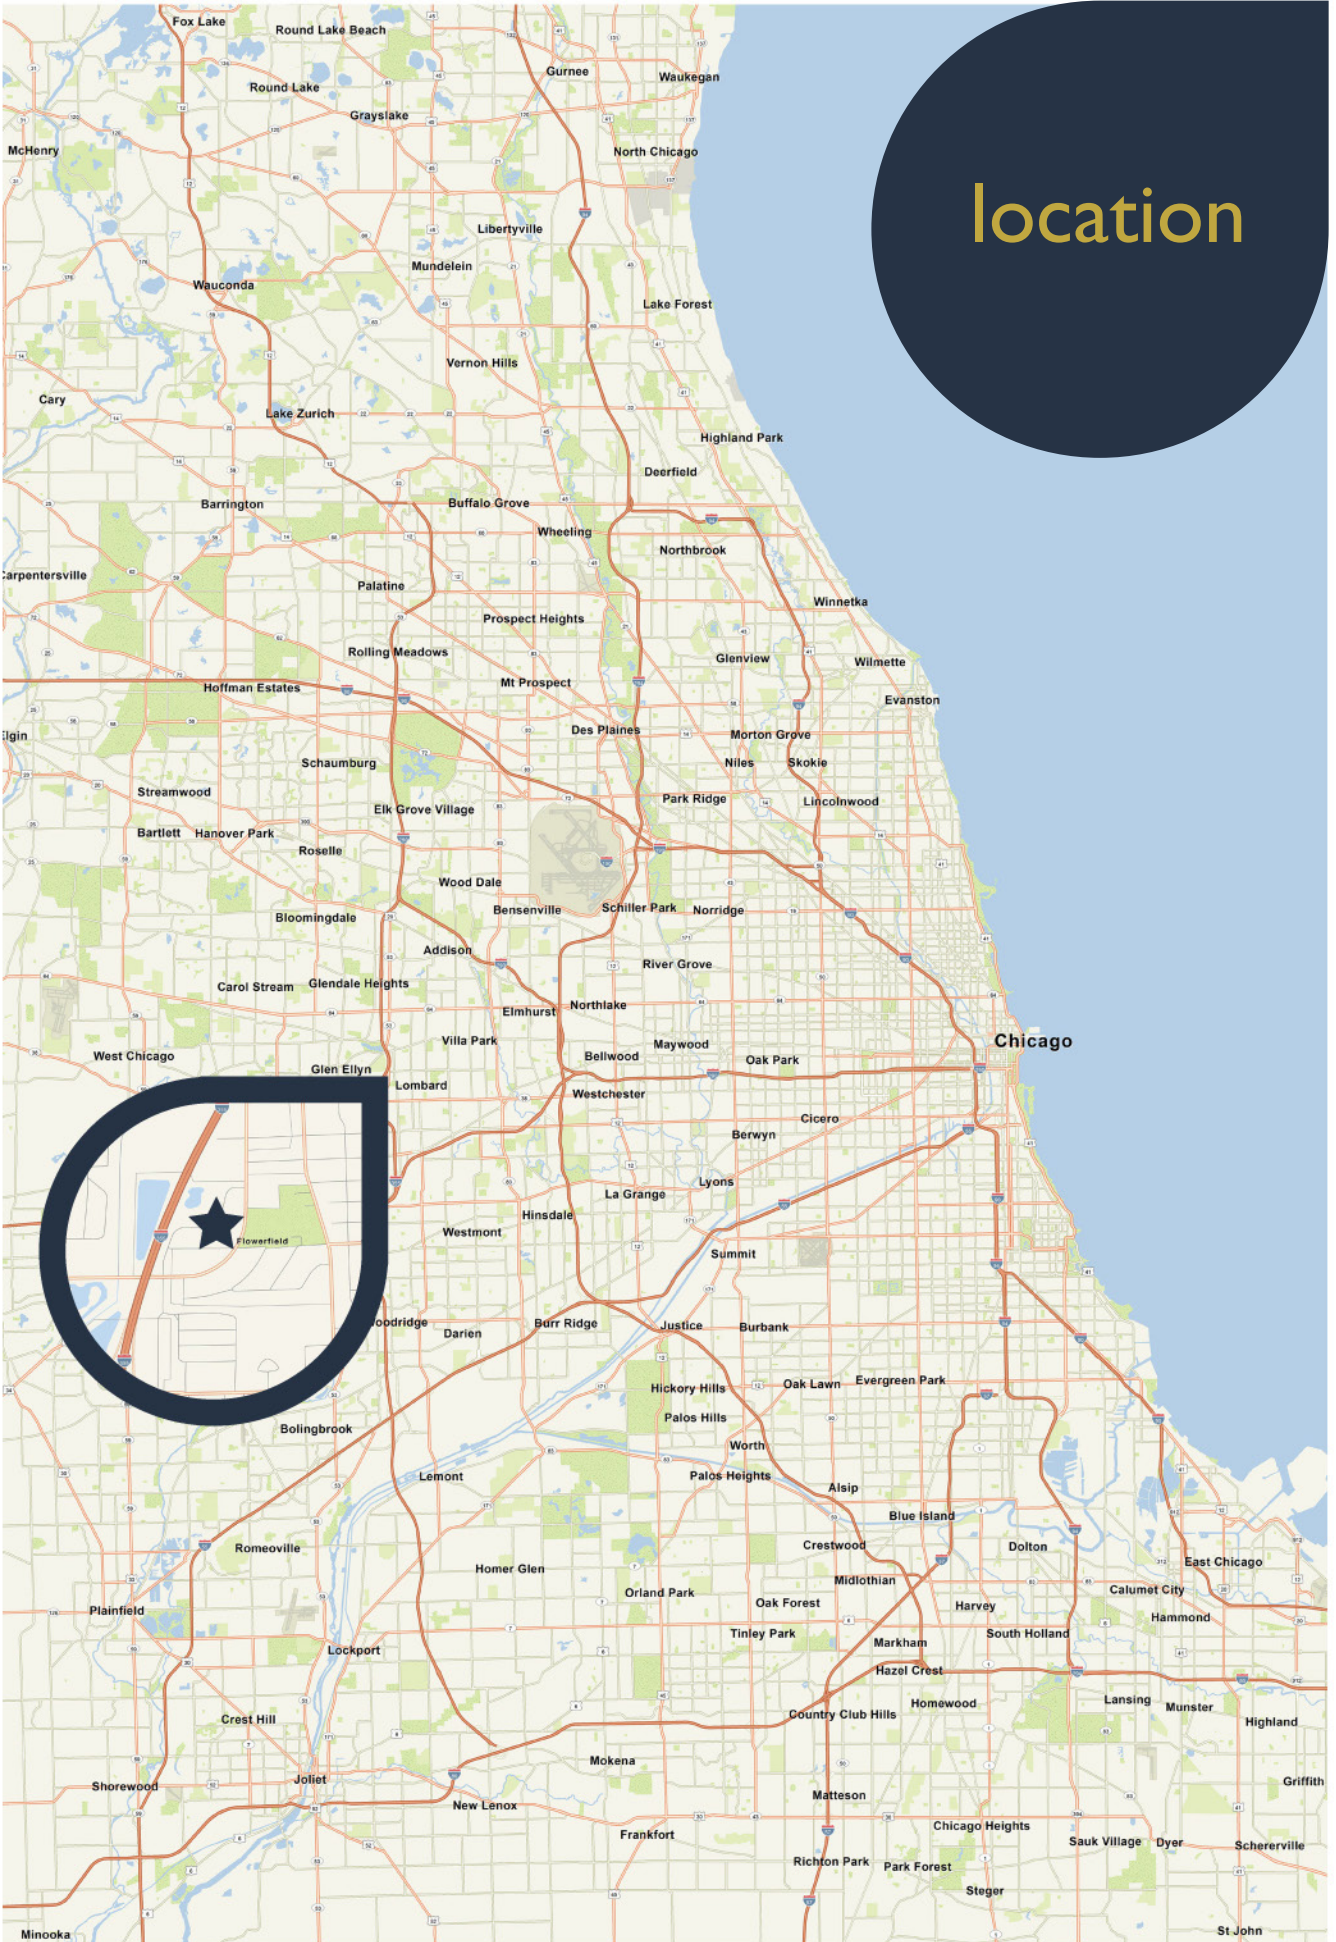 Fox Lake
Round Lake Beach
Gurnee
Waukegan
Round Lake
Grayslake
McHenry
North Chicago
location
Libertyville
Mundelein
Wauconda
Lake Forest
Vernon Hills
Cary
Lake Zurich
Highland Park
Deerfield
Barrington
Buffalo Grove
Wheeling
Northbrook
Carpentersville
Palatine
Winnetka
Prospect Heights
Rolling Meadows
Glenview
Wilmette
Hoffman Estates
Mt Prospect
Evanston
Elgin
Des Plaines
Morton Grove
Schaumburg
Niles
Skokie
Streamwood
Park Ridge
Lincolnwood
Elk Grove Village
Bartlett
Hanover Park
Roselle
Wood Dale
Bensenville
Schiller Park
Norridge
Bloomingdale
Addison
River Grove
Carol Stream
Glendale Heights
Elmhurst
Northlake
Villa Park
Chicago
West Chicago
Bellwood
Maywood
Oak Park
Glen Ellyn
Lombard
Westchester
Cicero
Berwyn
La Grange
Lyons
Hinsdale
Westmont
Flowerfield
Summit
oodridge
Darien
Burr Ridge
Justice
Burbank
Hickory Hills
Oak Lawn
Evergreen Park
Palos Hills
Bolingbrook
Worth
Lemont
Palos Heights
Alsip
Blue Island
Romeoville
Crestwood
Dolton
Homer Glen
East Chicago
Midlothian
Orland Park
Calumet City
Plainfield
Oak Forest
Harvey
Hammond
Tinley Park
South Holland
Lockport
Markham
Hazel Crest
Crest Hill
Country Club Hills
Homewood
Lansing
Munster
Highland
Mokena
Shorewood
Joliet
Griffith
New Lenox
Matteson
Frankfort
Chicago Heights
Sauk Village
Dyer
Schererville
Richton Park
Park Forest
Steger
Minooka
St John